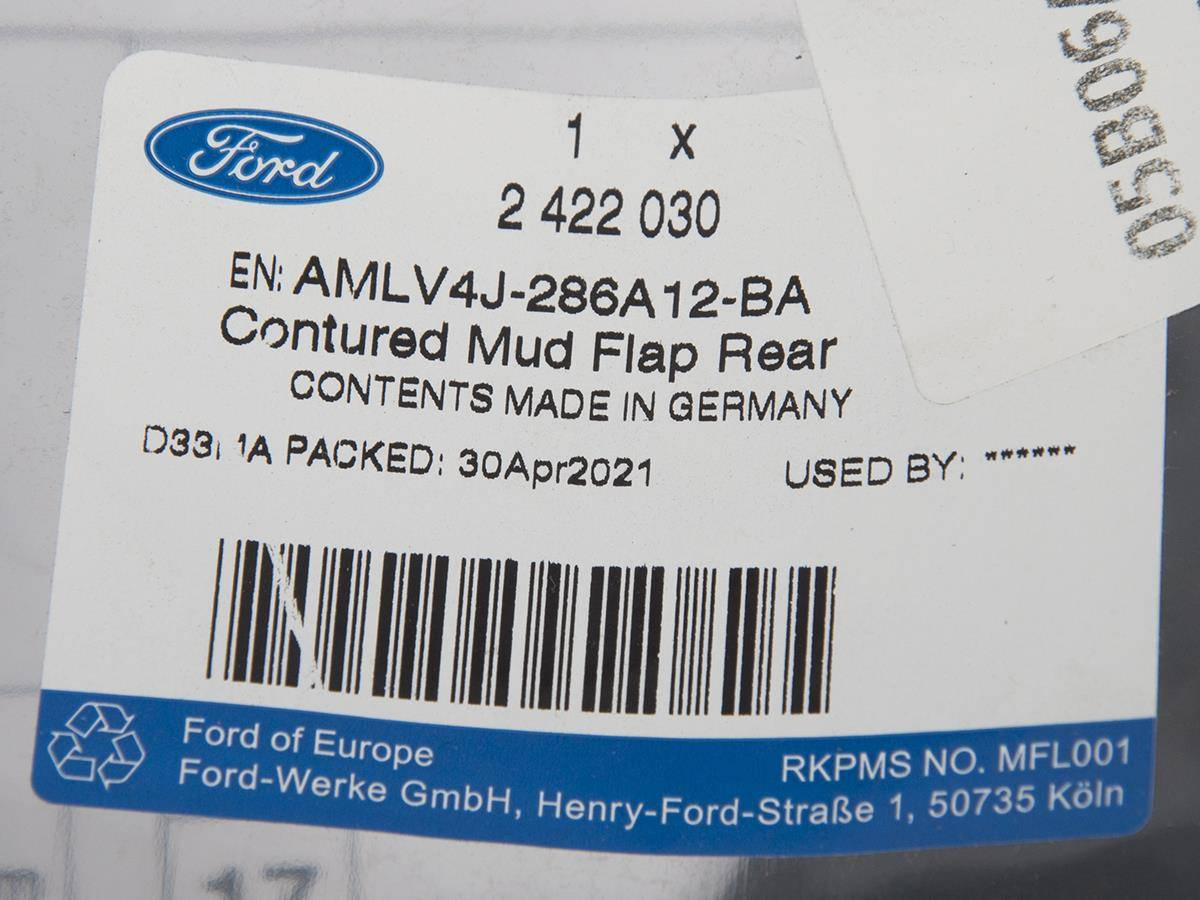 Ford
1 x
2 422 030
EN: AMLV4J-286A12-BA
Contured Mud Flap Rear
CONTENTS MADE IN GERMANY
PACKED: 30Apr2021 USED BY: ******
Ford of Europe
RKPMS NO. MFL001
Ford-Werke GmbH, Henry-Ford-Straße 1, 50735 Köln
17